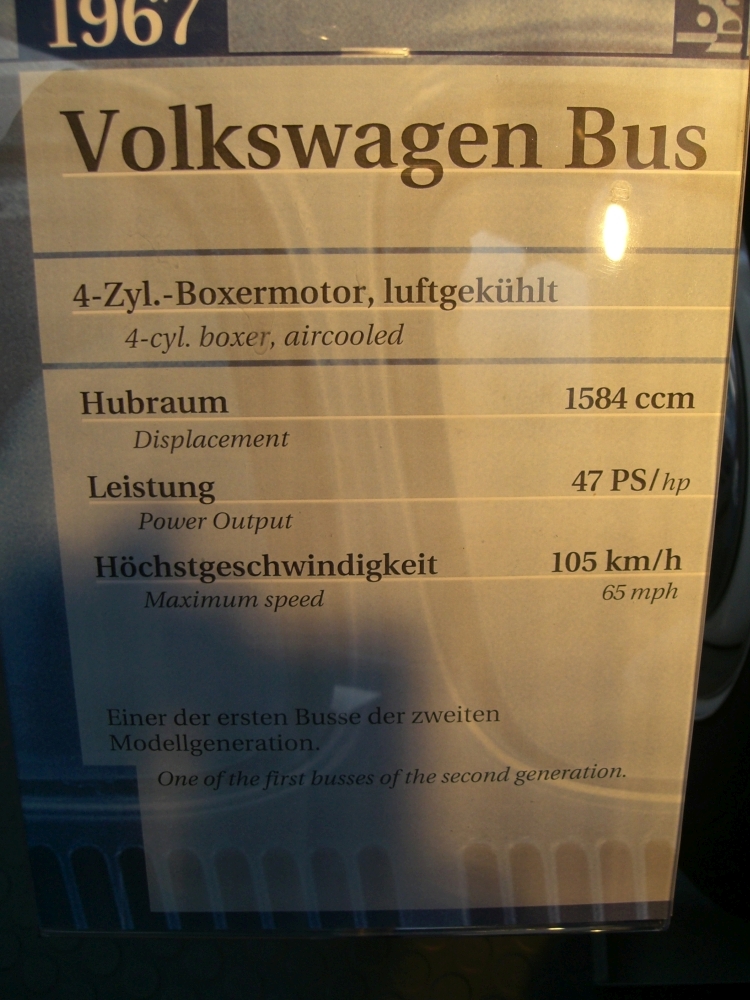 1967
Volkswagen Bus
4-Zyl.-Boxermotor, luftgekühlt
4-cyl. boxer, aircooled
Hubraum 1584 ccm
Displacement
Leistung 47 PS/hp
Power Output
Höchstgeschwindigkeit 105 km/h
Maximum speed 65 mph
Einer der ersten Busse der zweiten
Modellgeneration.
One of the first busses of the second generation.